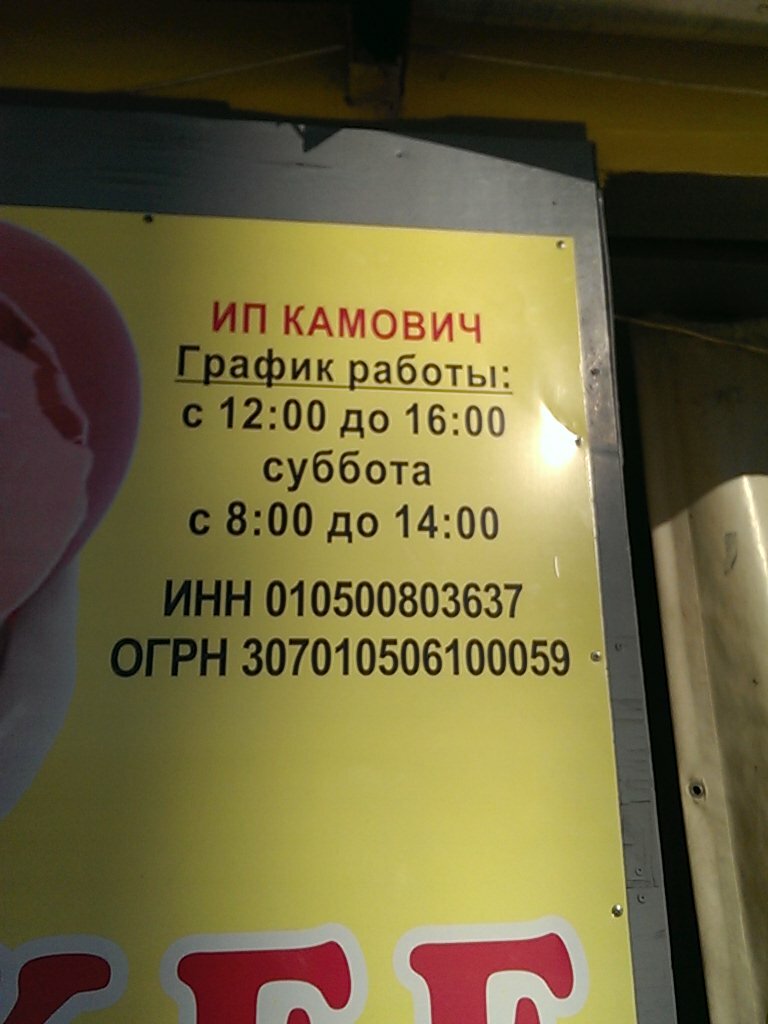 ИП КАМОВИЧ
График работы:
с 12:00 до 16:00
суббота
с 8:00 до 14:00
ИНН 010500803637
ОГРН 307010506100059